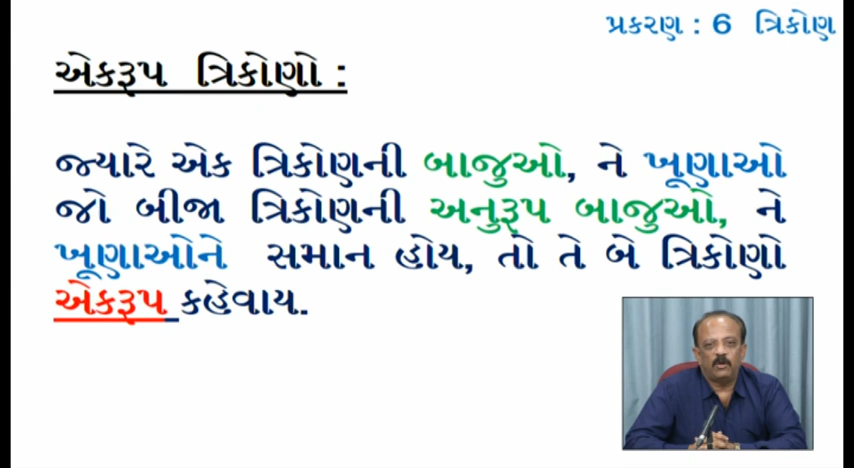 પ્રકરણ : 6 ત્રિકોણ
એકરૂપ ત્રિકોણો :
જ્યારે એક ત્રિકોણની બાજુઓ, ને ખૂણાઓ
જો બીજા ત્રિકોણની અનુરૂપ બાજુઓ, ને
ખૂણાઓને સમાન હોય, તો તે બે ત્રિકોણો
એકરૂપ કહેવાય.